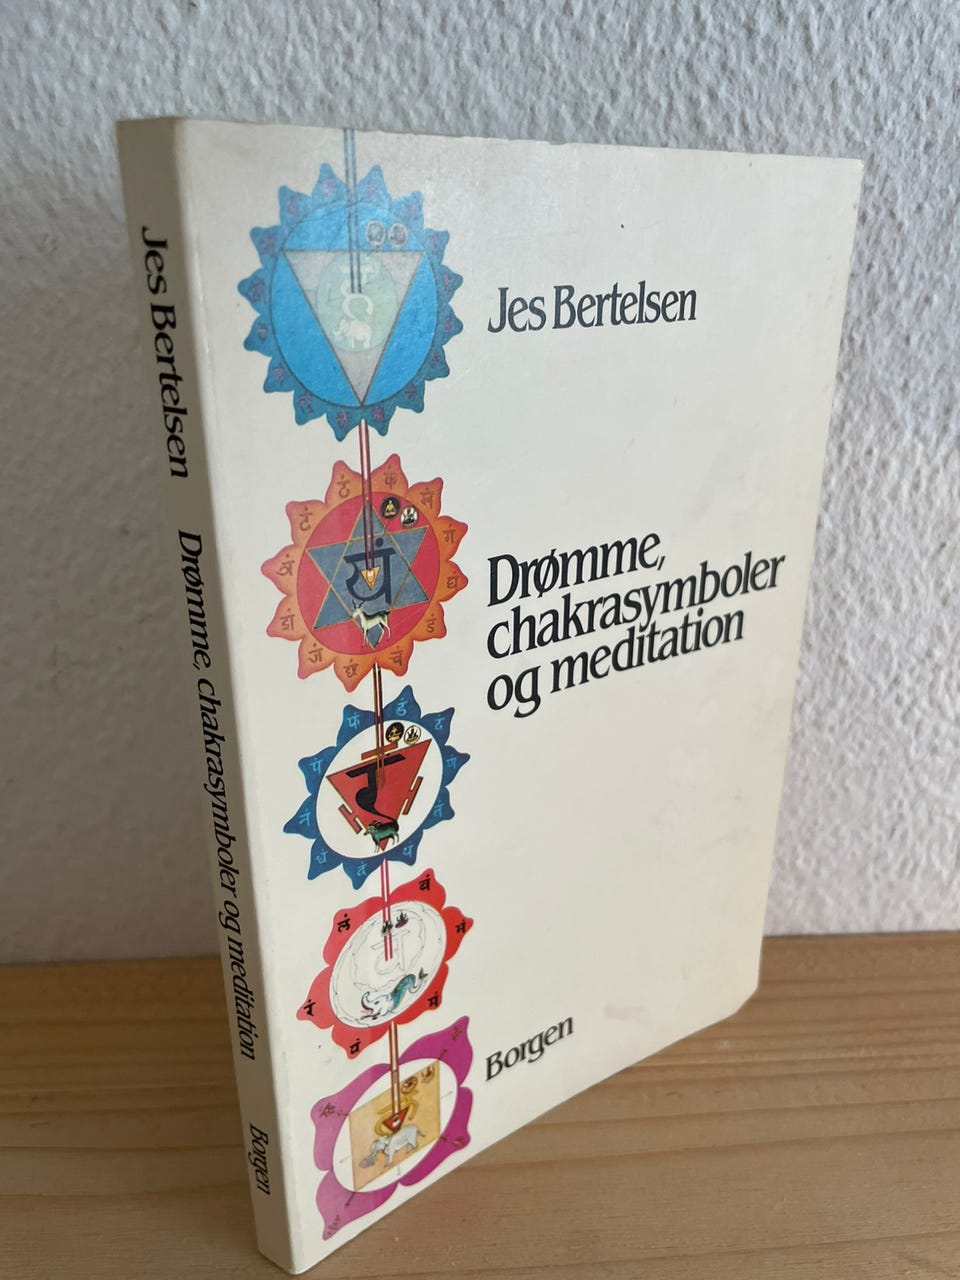 Jes Bertelsen
Drømme,
chakrasymboler
og meditation
Borgen
Jes Bertelsen Drømme, chakrasymboler og meditation Borgen
यं
कं
खं
गं
घं
ङं
चं
छं
जं
झं
ञं
टं
ठं
रं
डं
ढं
णं
तं
थं
दं
धं
नं
पं
फं
वं
बं
भं
मं
यं
रं
लं